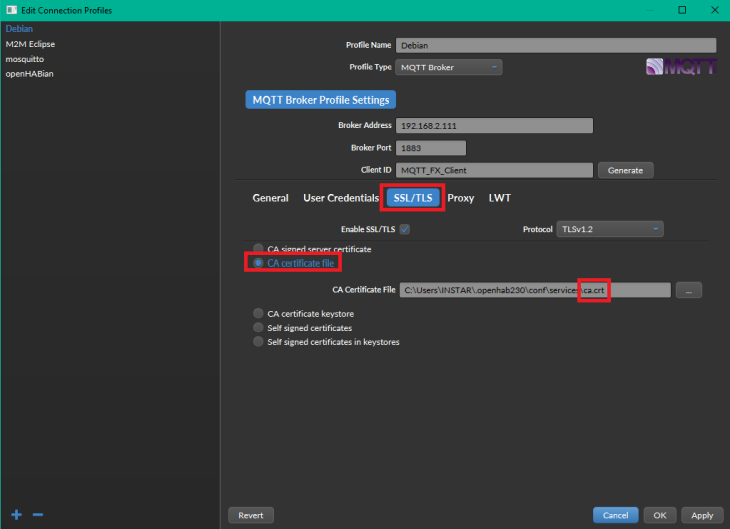 Edit Connection Profiles
Debian
M2M Eclipse
mosquitto
openHABian
Profile Name Debian
Profile Type MQTT Broker
MQTT
MQTT Broker Profile Settings
Broker Address 192.168.2.111
Broker Port 1883
Client ID MQTT_FX_Client Generate
General User Credentials SSL/TLS Proxy LWT
Enable SSL/TLS Protocol TLSv1.2
CA signed server certificate
CA certificate file
CA Certificate File C:\Users\INSTAR\.openhab230\conf\services\ca.crt ...
CA certificate keystore
Self signed certificates
Self signed certificates in keystores
Revert Cancel OK Apply